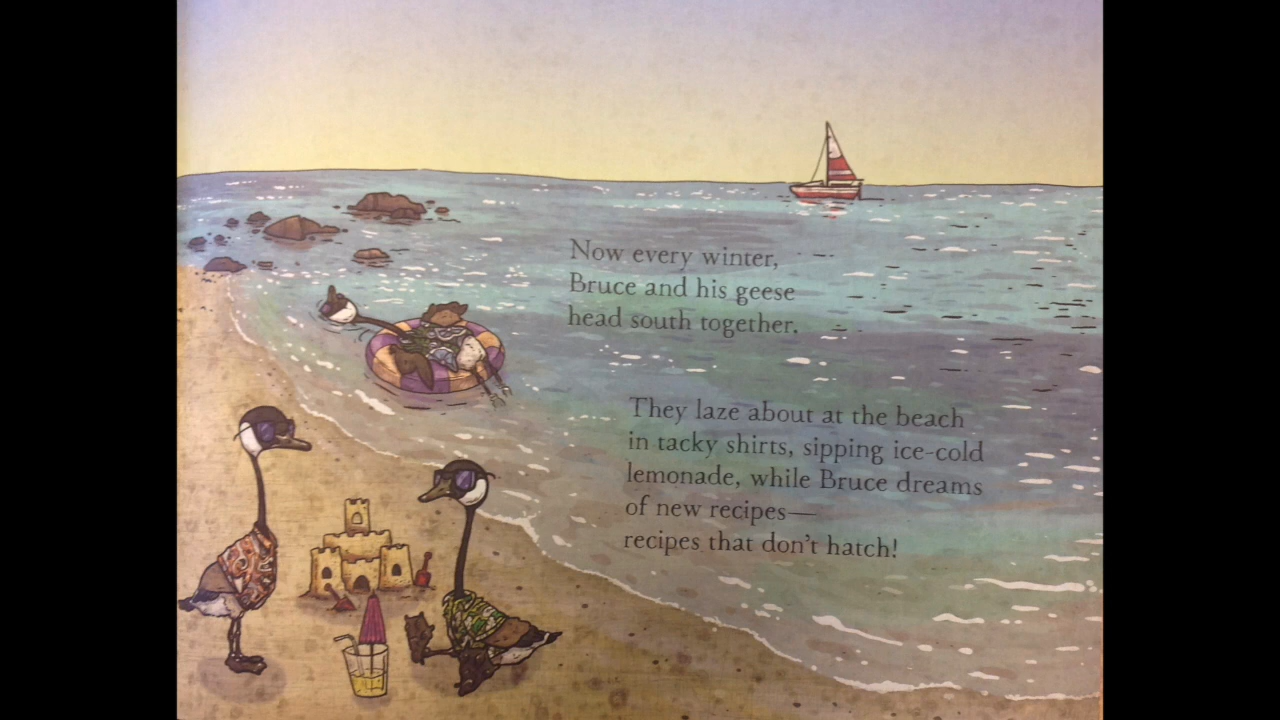 Now every winter,
Bruce and his geese
head south together.
They laze about at the beach
in tacky shirts, sipping ice-cold
lemonade, while Bruce dreams
of new recipes—
recipes that don't hatch!